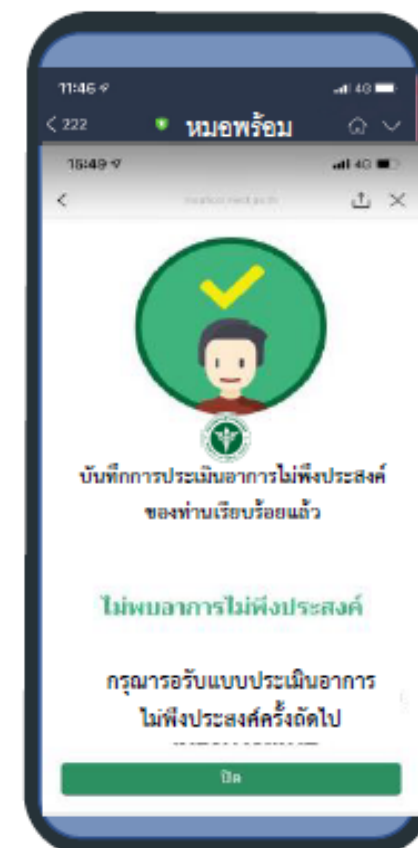 11:46
4G
< 222
หมอพร้อม
15:49
4G
บันทึกการประเมินอาการไม่พึงประสงค์
ของท่านเรียบร้อยแล้ว
ไม่พบอาการไม่พึงประสงค์
กรุณารอรับแบบประเมินอาการ
ไม่พึงประสงค์ครั้งถัดไป
ปิด